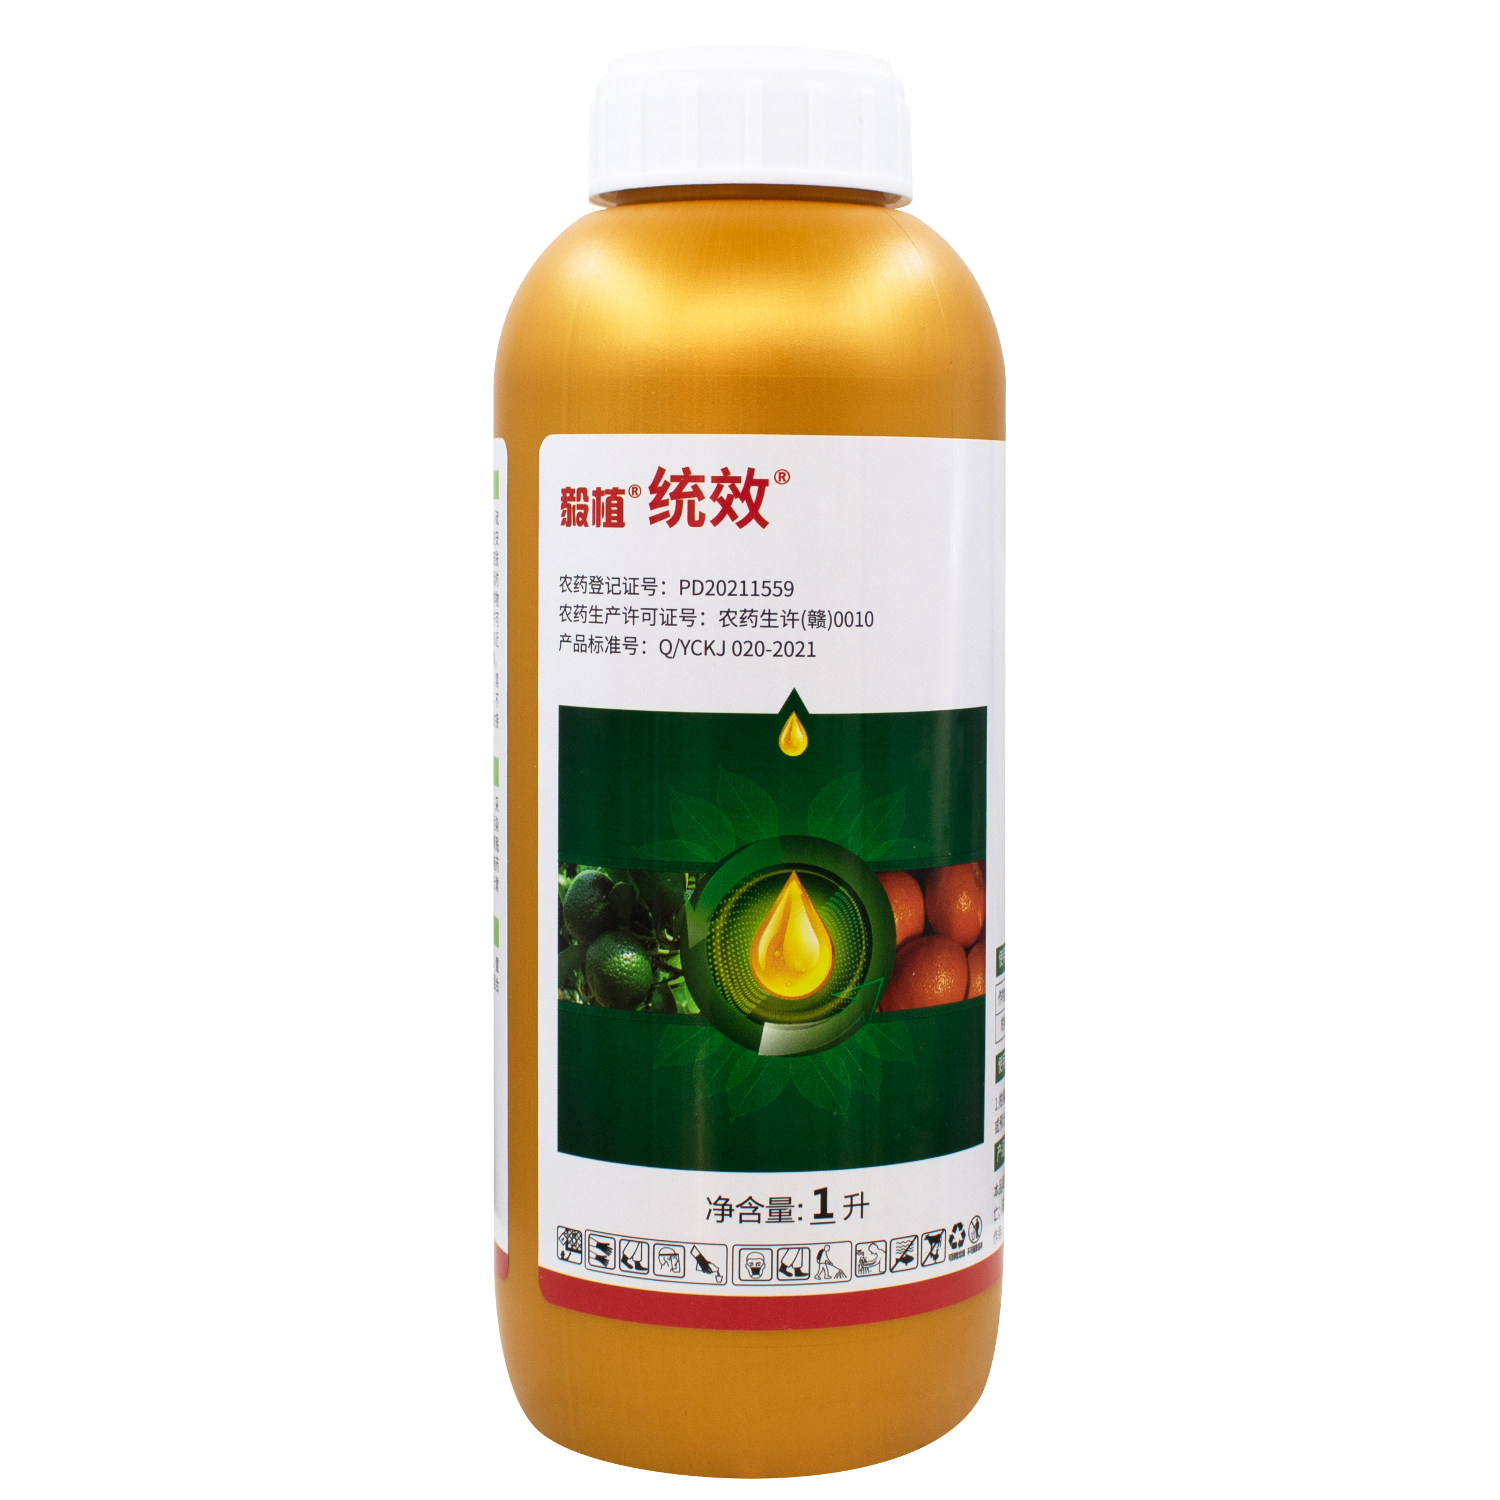 毅植® 统效®
农药登记证号：PD20211559
农药生产许可证号：农药生许(赣)0010
产品标准号：Q/YCKJ 020-2021
净含量: 1 升